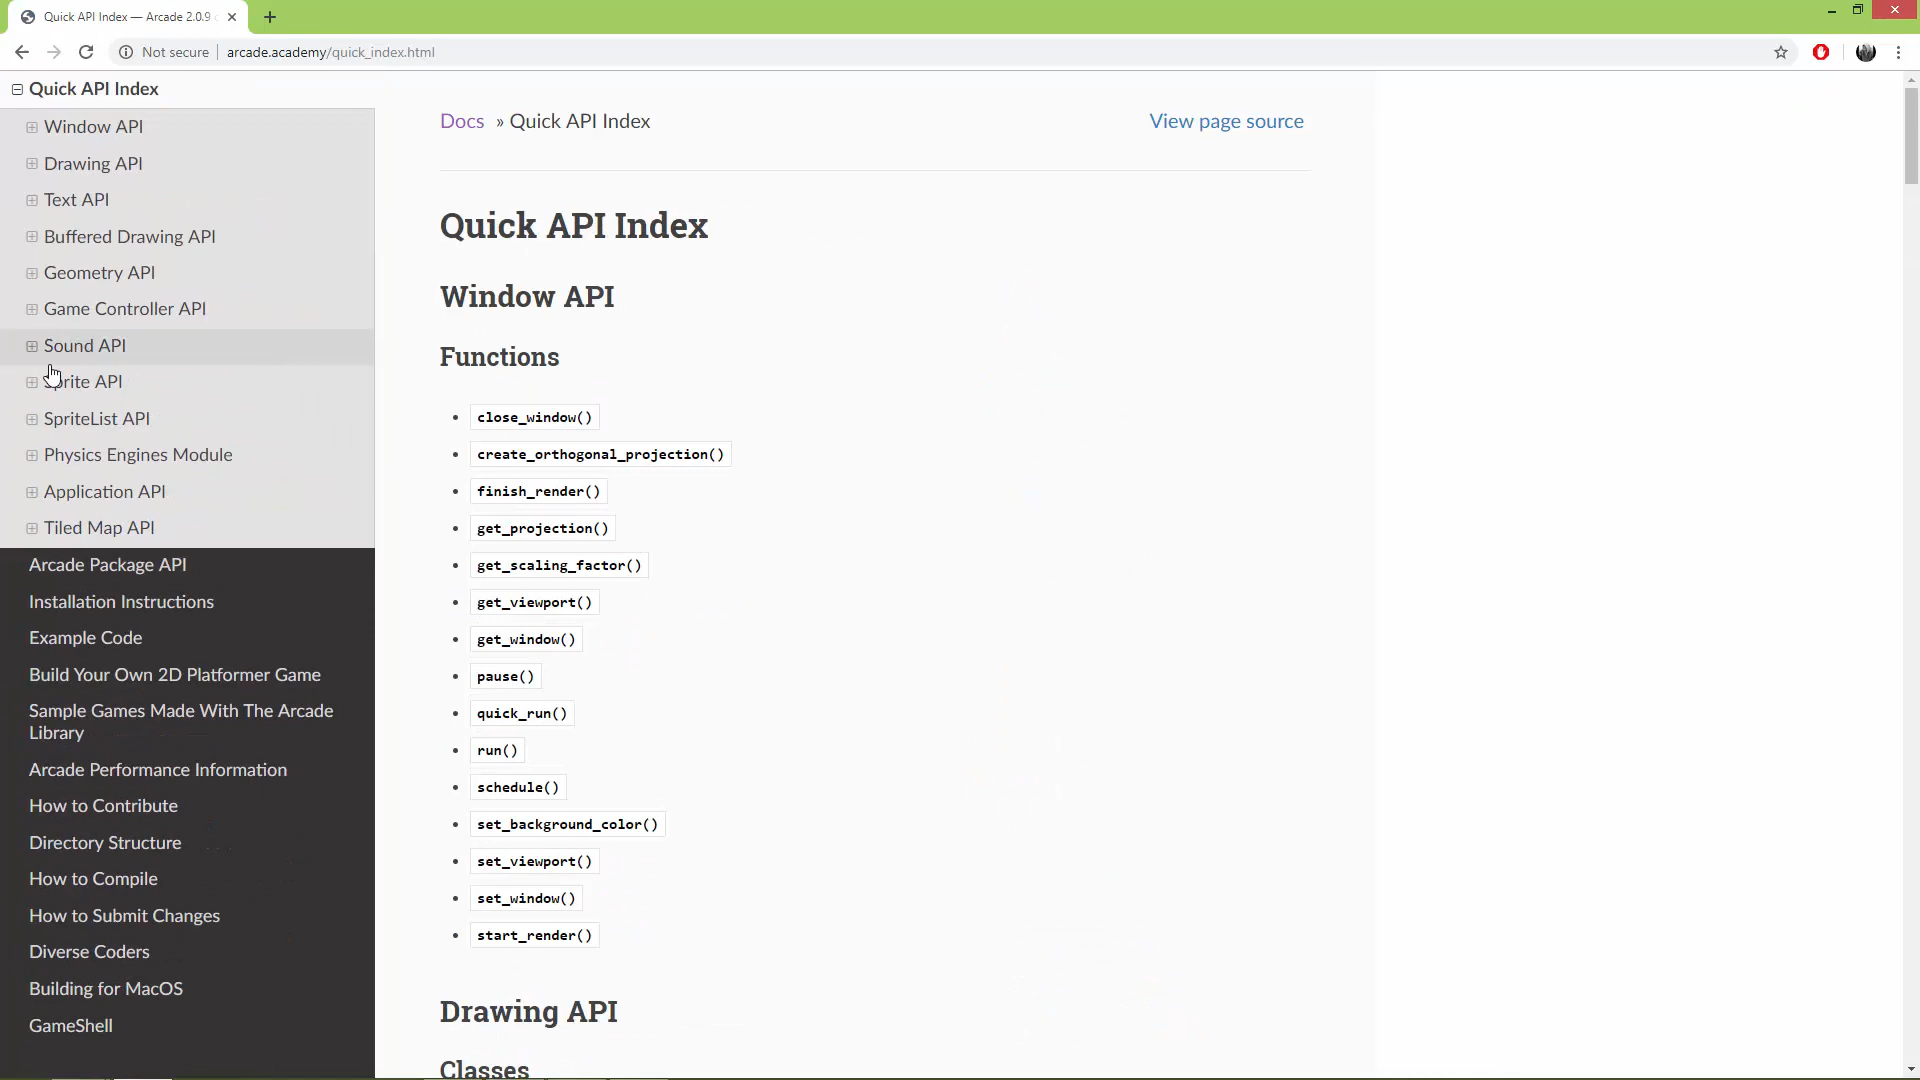 Quick API Index — Arcade 2.0.9
Not secure
arcade.academy/quick_index.html
Quick API Index
Window API
Drawing API
Text API
Buffered Drawing API
Geometry API
Game Controller API
Sound API
Sprite API
SpriteList API
Physics Engines Module
Application API
Tiled Map API
Arcade Package API
Installation Instructions
Example Code
Build Your Own 2D Platformer Game
Sample Games Made With The Arcade
Library
Arcade Performance Information
How to Contribute
Directory Structure
How to Compile
How to Submit Changes
Diverse Coders
Building for MacOS
GameShell
Docs » Quick API Index
View page source
Quick API Index
Window API
Functions
close_window()
create_orthogonal_projection()
finish_render()
get_projection()
get_scaling_factor()
get_viewport()
get_window()
pause()
quick_run()
run()
schedule()
set_background_color()
set_viewport()
set_window()
start_render()
Drawing API
Classes